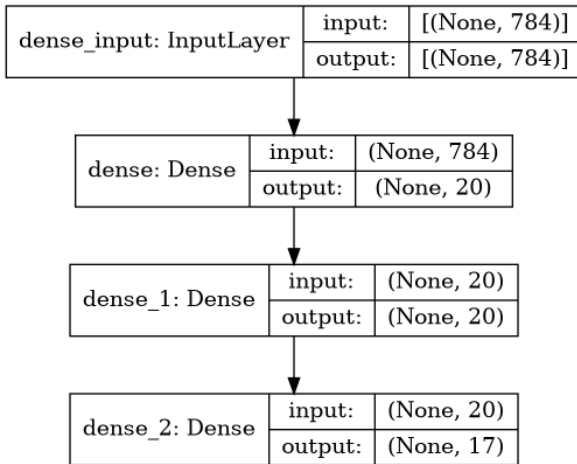 dense_input: InputLayer
input:
[(None, 784)]
output:
[(None, 784)]
dense: Dense
input:
(None, 784)
output:
(None, 20)
dense_1: Dense
input:
(None, 20)
output:
(None, 20)
dense_2: Dense
input:
(None, 20)
output:
(None, 17)